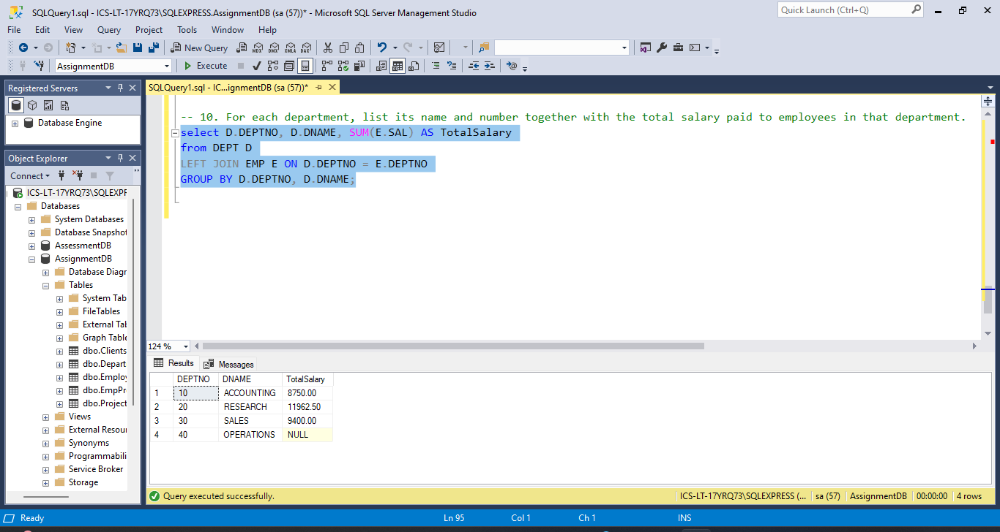 SQLQuery1.sql - ICS-LT-17YRQ73\SQLEXPRESS.AssignmentDB (sa (57))* - Microsoft SQL Server Management Studio
Quick Launch (Ctrl+Q)
File Edit View Query Project Tools Window Help
New Query MDX DMX XMLA DAX
AssignmentDB Execute
Registered Servers
Database Engine
Object Explorer
Connect
ICS-LT-17YRQ73\SQLEXPR
Databases
System Databases
Database Snapshot
AssessmentDB
AssignmentDB
Database Diagr
Tables
System Tab
FileTables
External Tal
Graph Table
dbo.Clients
dbo.Depart
dbo.Employ
dbo.EmpPr
dbo.Project
Views
External Resour
Synonyms
Programmabili
Service Broker
Storage
SQLQuery1.sql - IC...ignmentDB (sa (57))*
-- 10. For each department, list its name and number together with the total salary paid to employees in that department.
select D.DEPTNO, D.DNAME, SUM(E.SAL) AS TotalSalary
from DEPT D
LEFT JOIN EMP E ON D.DEPTNO = E.DEPTNO
GROUP BY D.DEPTNO, D.DNAME;
124 %
Results Messages
DEPTNO DNAME TotalSalary
1 10 ACCOUNTING 8750.00
2 20 RESEARCH 11962.50
3 30 SALES 9400.00
4 40 OPERATIONS NULL
Query executed successfully. ICS-LT-17YRQ73\SQLEXPRESS (... sa (57) AssignmentDB 00:00:00 4 rows
Ready Ln 95 Col 1 Ch 1 INS